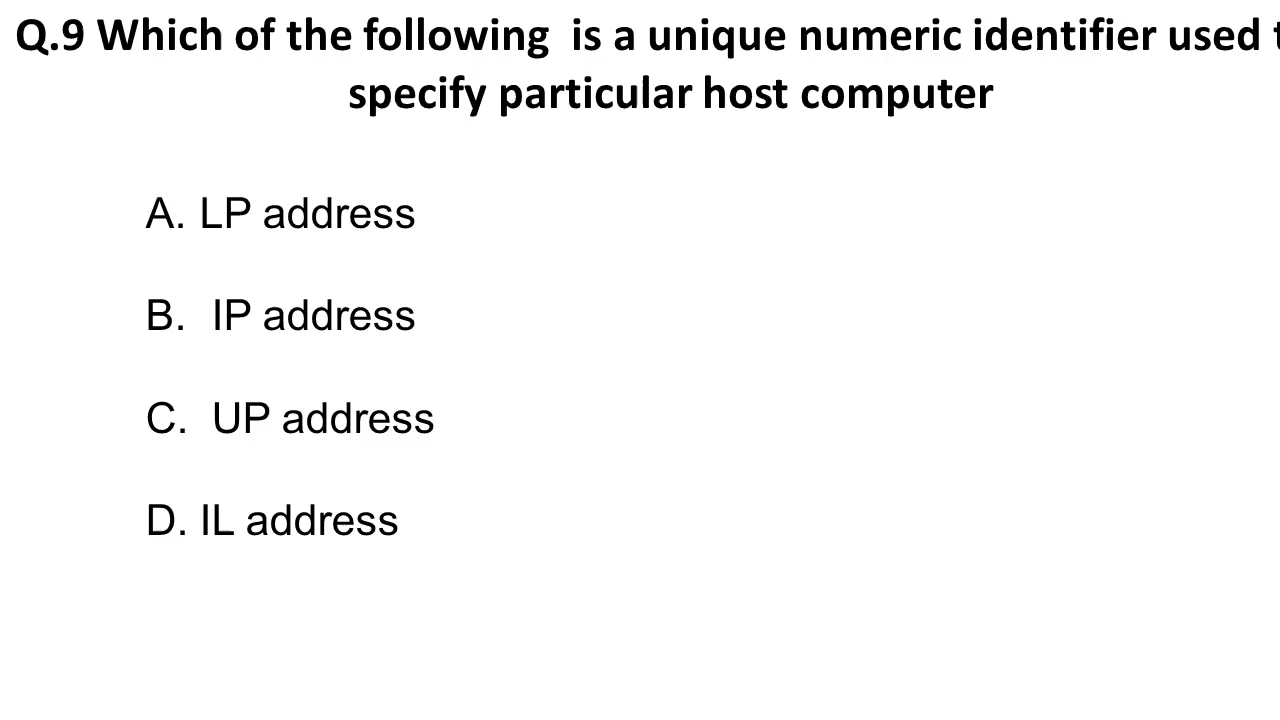 Q.9 Which of the following is a unique numeric identifier used t
specify particular host computer
A. LP address
B. IP address
C. UP address
D. IL address